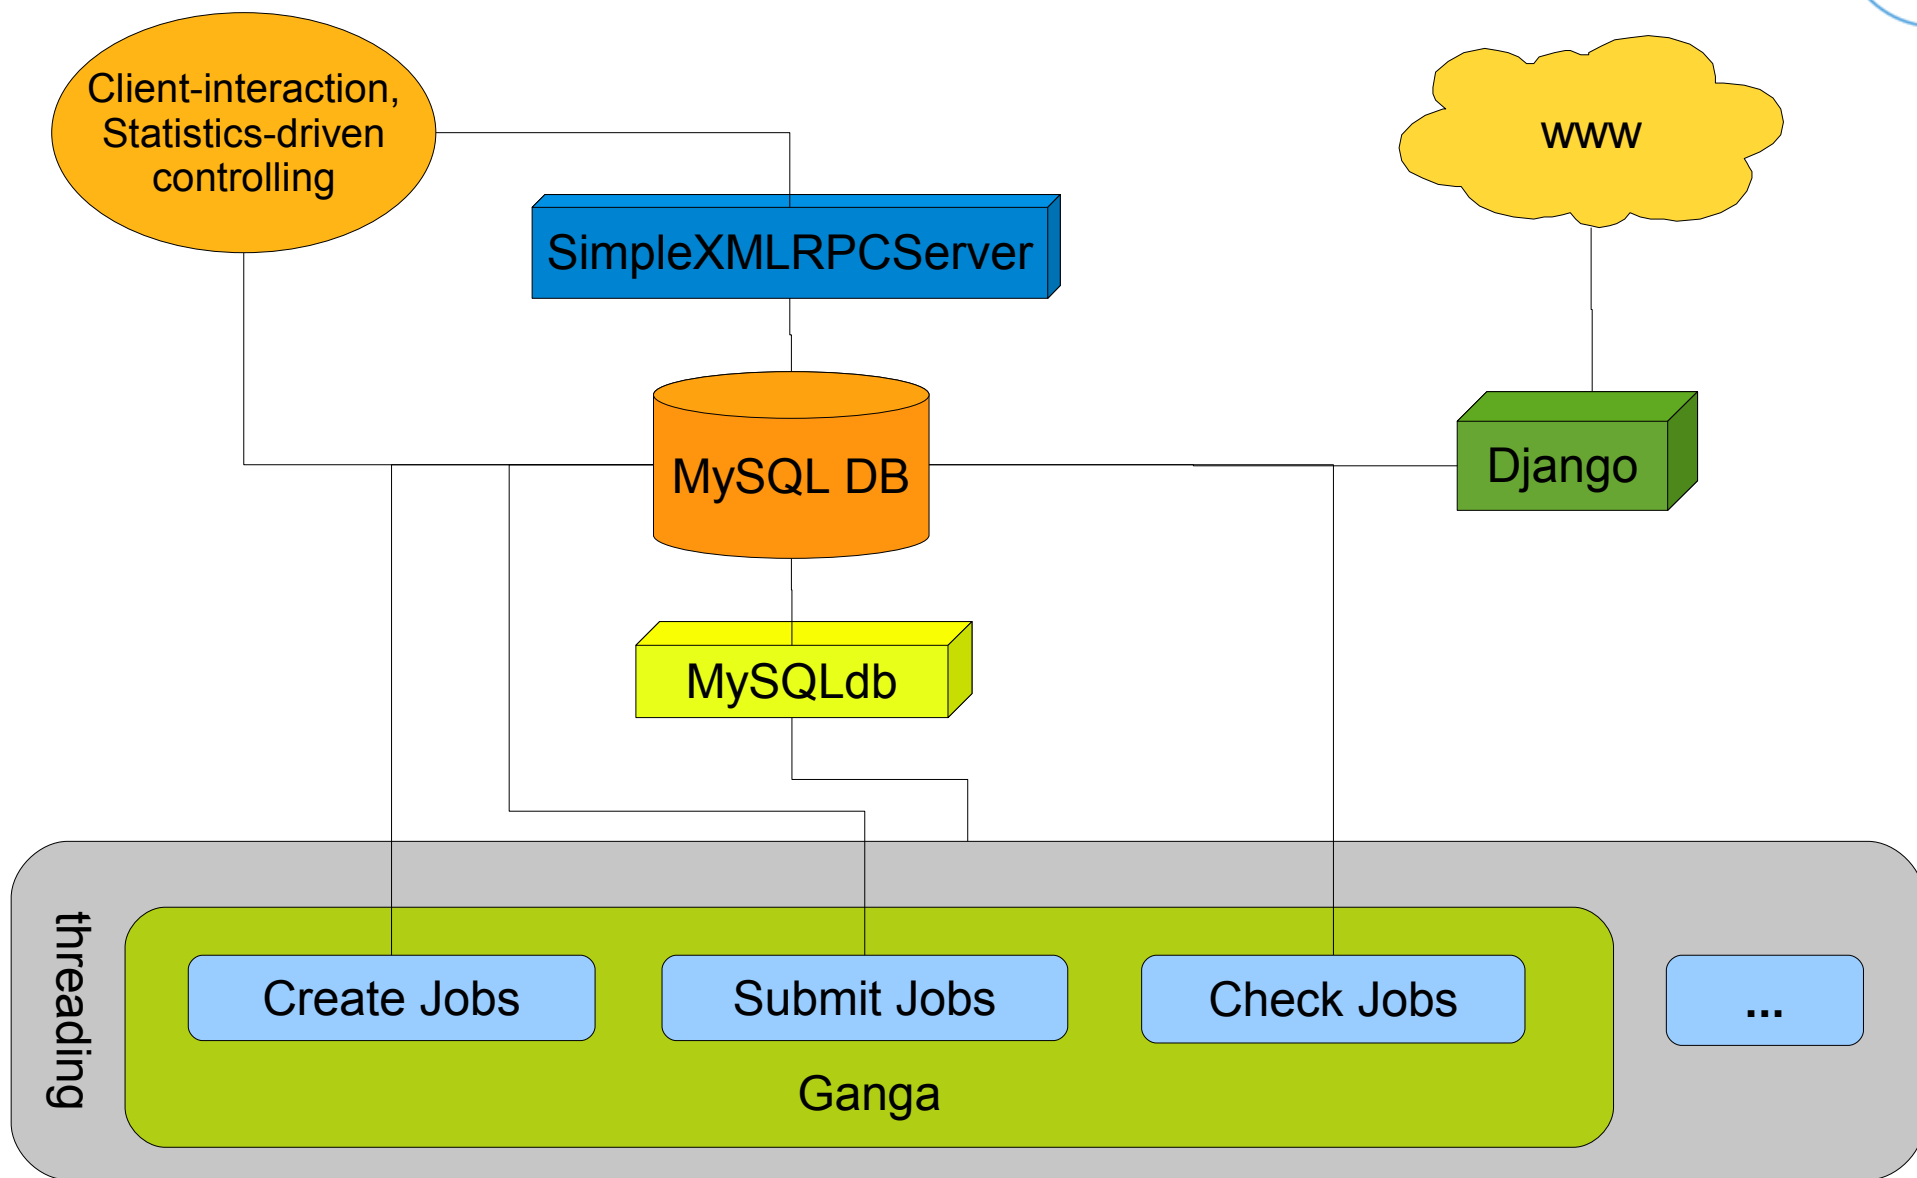 Client-interaction,
Statistics-driven
controlling
www
SimpleXMLRPCServer
MySQL DB
Django
MySQLdb
threading
Create Jobs
Submit Jobs
Check Jobs
...
Ganga